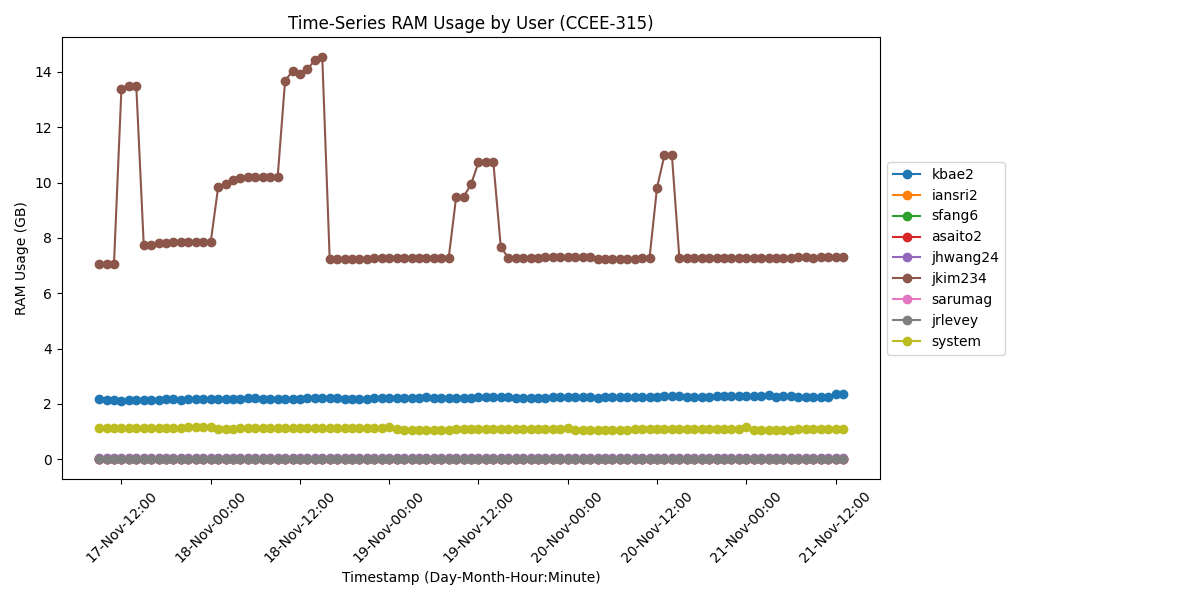 Time-Series RAM Usage by User (CCEE-315)
RAM Usage (GB)
14
12
10
8
6
4
2
0
17-Nov-12:00
18-Nov-00:00
18-Nov-12:00
19-Nov-00:00
19-Nov-12:00
20-Nov-00:00
20-Nov-12:00
21-Nov-00:00
21-Nov-12:00
Timestamp (Day-Month-Hour:Minute)
kbae2
iansri2
sfang6
asaito2
jhwang24
jkim234
sarumag
jrlevey
system